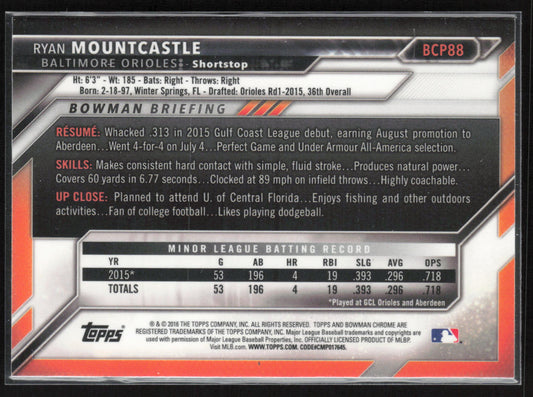 RYAN MOUNTCASTLE
BCP88
BALTIMORE ORIOLES® - Shortstop
Ht: 6'3" - Wt: 185 - Bats: Right - Throws: Right
Born: 2-18-97, Winter Springs, FL - Drafted: Orioles Rd1-2015, 36th Overall
BOWMAN BRIEFING
RÉSUMÉ: Whacked .313 in 2015 Gulf Coast League debut, earning August promotion to
Aberdeen...Went 4-for-4 on July 4...Perfect Game and Under Armour All-America selection.
SKILLS: Makes consistent hard contact with simple, fluid stroke...Produces natural power...
Covers 60 yards in 6.77 seconds...Clocked at 89 mph on infield throws...Highly coachable.
UP CLOSE: Planned to attend U. of Central Florida...Enjoys fishing and other outdoors
activities...Fan of college football...Likes playing dodgeball.
MINOR LEAGUE BATTING RECORD
YR G AB HR RBI SLG AVG OPS
2015* 53 196 4 19 .393 .296 .718
TOTALS 53 196 4 19 .393 .296 .718
*Played at GCL Orioles and Aberdeen
Topps
® & © 2016 THE TOPPS COMPANY, INC. ALL RIGHTS RESERVED. TOPPS AND BOWMAN CHROME ARE
REGISTERED TRADEMARKS OF THE TOPPS COMPANY, INC. Major League Baseball trademarks and copyrights are
used with permission of Major League Baseball Properties, Inc. OFFICIALLY LICENSED PRODUCT OF MLBP.
Visit MLB.com. WWW.TOPPS.COM. CODE#CMP017645.